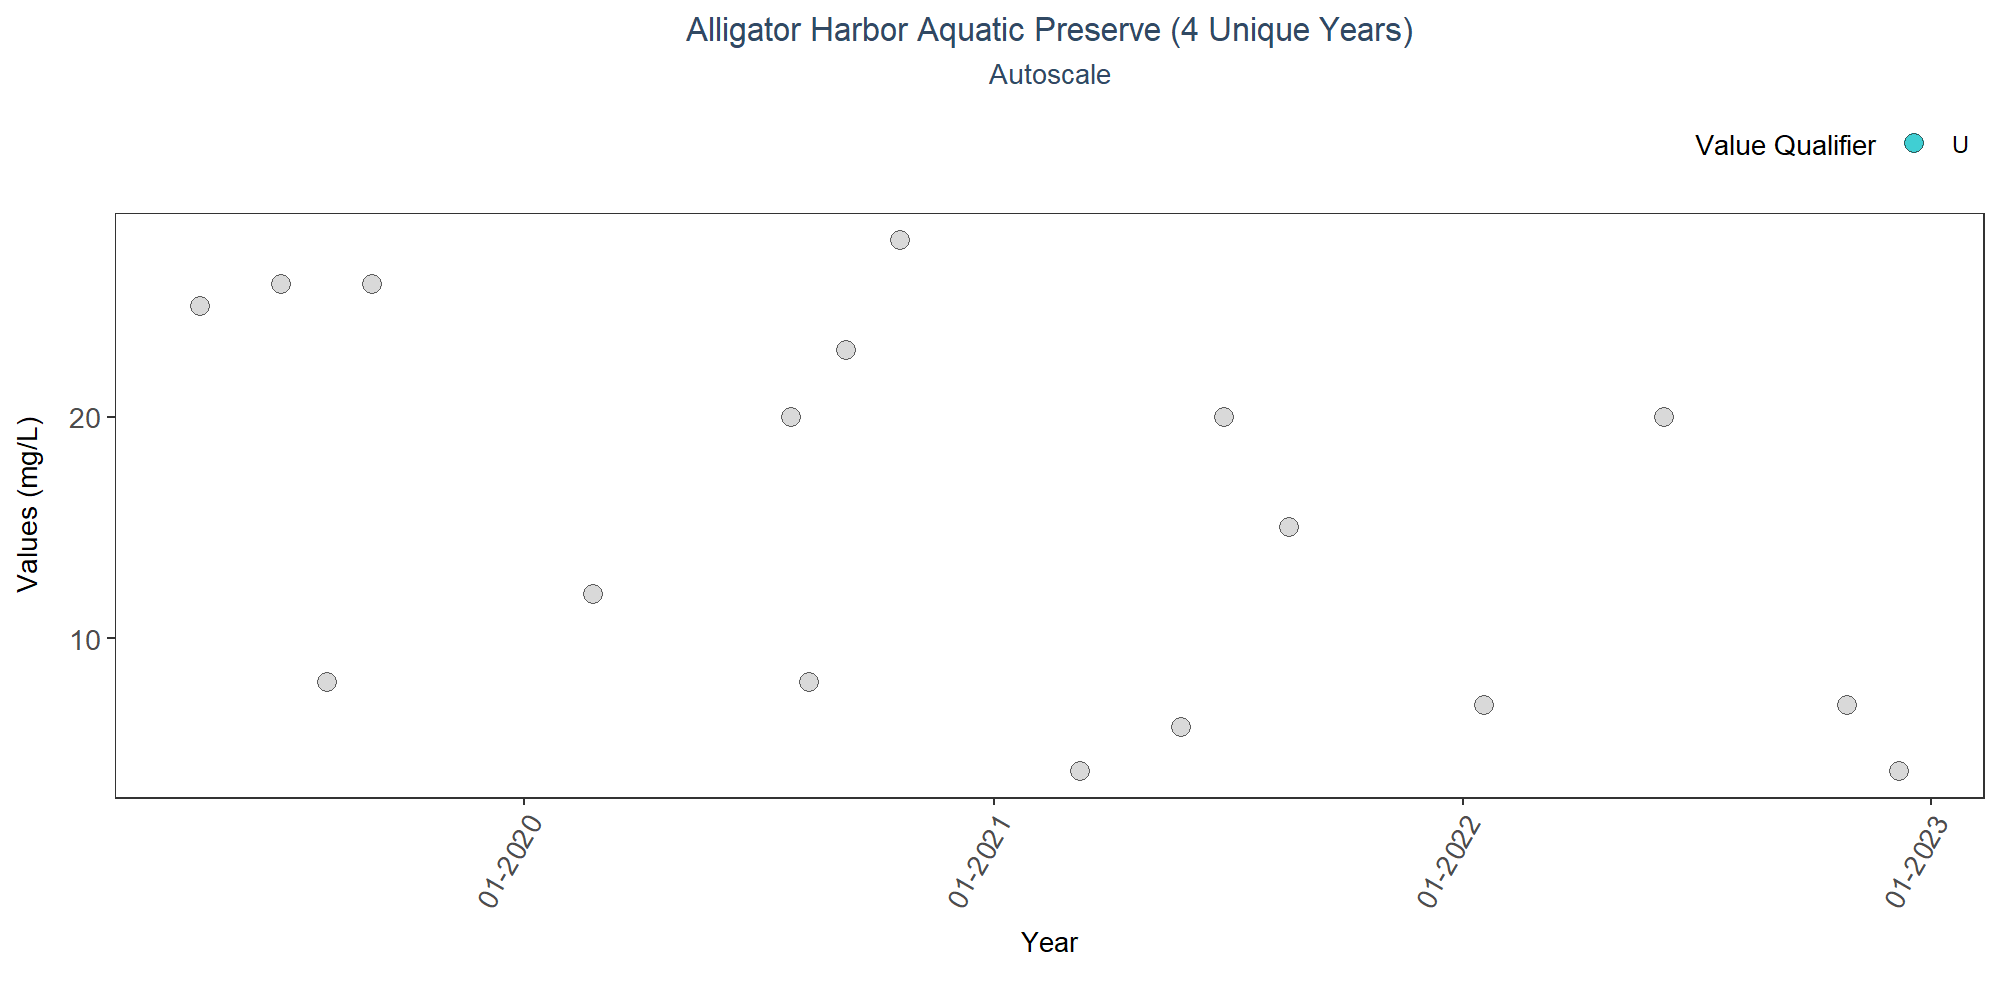 Alligator Harbor Aquatic Preserve (4 Unique Years)
Autoscale
Value Qualifier U
Values (mg/L)
20
10
01-2020
01-2021
01-2022
01-2023
Year